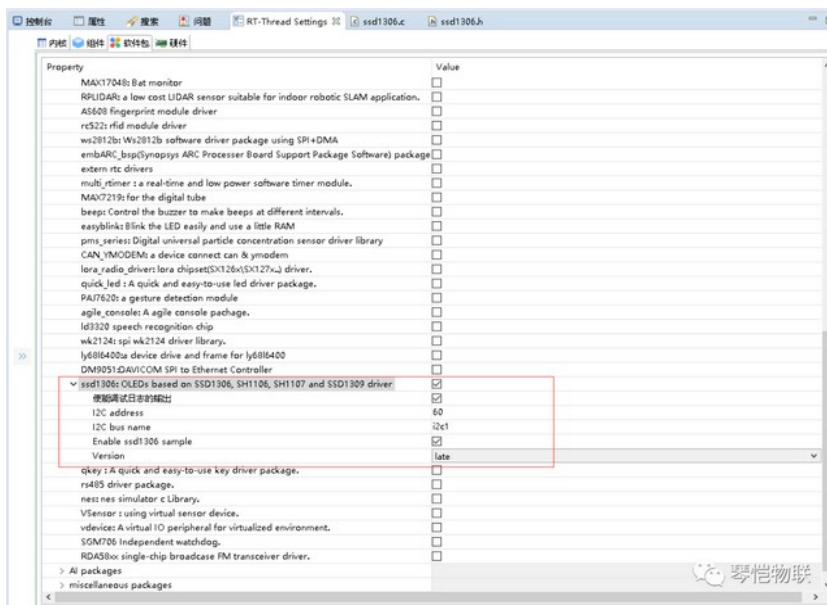 控制台 属性 搜索 问题 RT-Thread Settings ssd1306.c ssd1306.h
内核 组件 软件包 硬件
Property Value
MAX17048: Bat monitor
RPLIDAR: a low cost LIDAR sensor suitable for indoor robotic SLAM application.
AS608 fingerprint module driver
rc522: rfid module driver
ws2812b: Ws2812b software driver package using SPI+DMA
embARC_bsp(Synopsys ARC Processer Board Support Package Software) package
extern rtc drivers
multi_rtimer : a real-time and low power software timer module.
MAX7219: for the digital tube
beep: Control the buzzer to make beeps at different intervals.
easyblink: Blink the LED easily and use a little RAM
pms_series: Digital universal particle concentration sensor driver library
CAN_YMODEM: a device connect can & ymodem
lora_radio_driver: lora chipset(SX126x\SX127x..) driver.
quick_led : A quick and easy-to-use led driver package.
PAJ7620: a gesture detection module
agile_console: A agile console pachage.
ld3320 speech recognition chip
wk2124: spi wk2124 driver library.
ly68l6400:a device drive and frame for ly68l6400
DM9051:DAVICOM SPI to Ethernet Controller
ssd1306: OLEDs based on SSD1306, SH1106, SH1107 and SSD1309 driver
使能调试日志的输出
I2C address 60
I2C bus name i2c1
Enable ssd1306 sample
Version late
qkey : A quick and easy-to-use key driver package.
rs485 driver package.
nes: nes simulator c Library.
VSensor : using virtual sensor device.
vdevice: A virtual IO peripheral for virtualized environment.
SGM706 Independent watchdog.
RDA58xx single-chip broadcase FM transceiver driver.
AI packages
miscellaneous packages
琴恺物联